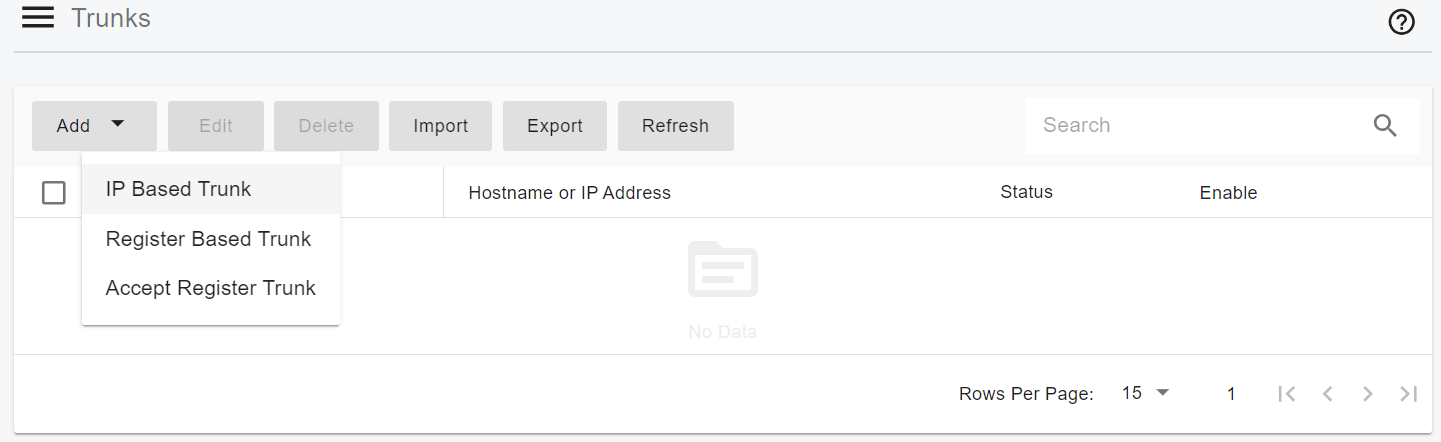 Trunks
Add Edit Delete Import Export Refresh Search
IP Based Trunk
Register Based Trunk
Accept Register Trunk
Hostname or IP Address Status Enable
No Data
Rows Per Page: 15 1